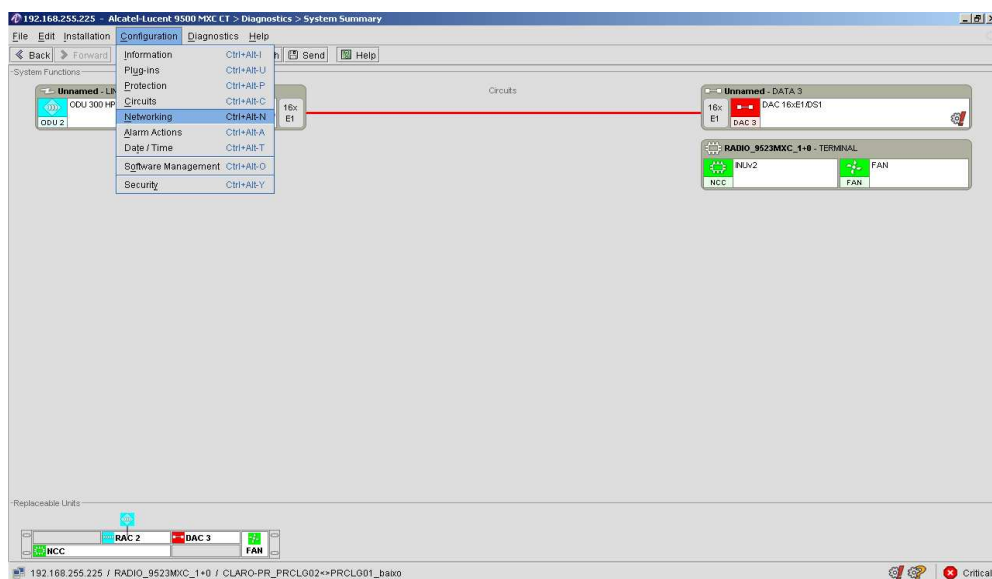 192.168.255.225 - Alcatel-Lucent 9500 MXC CT > Diagnostics > System Summary
File Edit Installation Configuration Diagnostics Help
Back Forward Send Help
Information Ctrl+Alt-I
Plug-ins Ctrl+Alt-U
Protection Ctrl+Alt-P
Circuits Ctrl+Alt-C
Networking Ctrl+Alt-N
Alarm Actions Ctrl+Alt-A
Date / Time Ctrl+Alt-T
Software Management Ctrl+Alt-O
Security Ctrl+Alt-Y
System Functions
Circuits
Unnamed - LIN
ODU 300 HP
ODU 2
16x
E1
Unnamed - DATA 3
16x
E1
DAC 16xE1/DS1
DAC 3
RADIO_9523MXC_1+0 - TERMINAL
INUv2
NCC
FAN
FAN
Replaceable Units
RAC 2
DAC 3
NCC
FAN
192.168.255.225 / RADIO_9523MXC_1+0 / CLARO-PR_PRCLG02<>PRCLG01_baixo
Critical